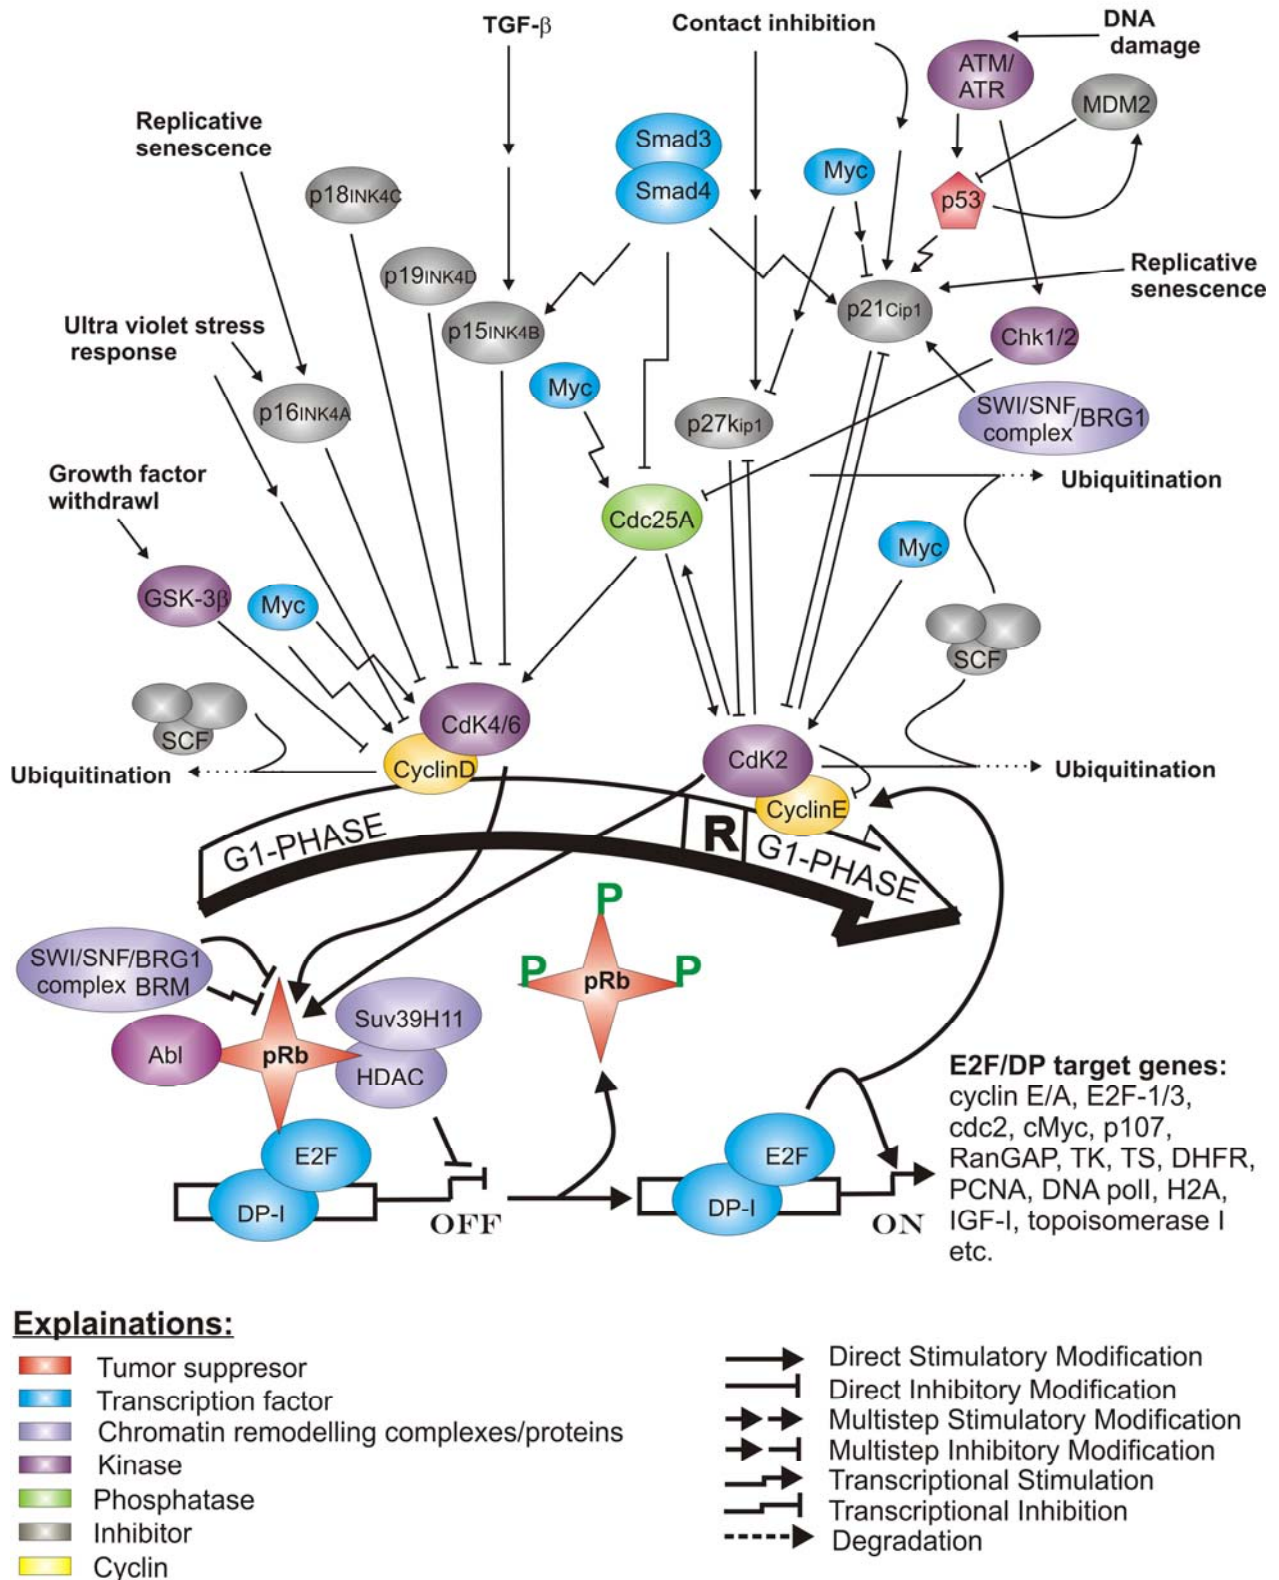 TGF-β
Contact inhibition
DNA
damage
ATM/
ATR
MDM2
Replicative
senescence
Smad3
Smad4
Myc
p53
p18INK4C
p19INK4D
p15INK4B
p21Cip1
Replicative
senescence
Ultra violet stress
response
Chk1/2
Myc
p16INK4A
p27kip1
SWI/SNF/BRG1
complex
Growth factor
withdrawl
Ubiquitination
Cdc25A
Myc
GSK-3β
Myc
SCF
SCF
CdK4/6
CyclinD
CdK2
CyclinE
Ubiquitination
Ubiquitination
G1-PHASE
R
G1-PHASE
P
P
P
pRb
SWI/SNF/BRG1
complex BRM
Suv39H11
Abl
pRb
HDAC
E2F
DP-I
OFF
E2F
DP-I
ON
E2F/DP target genes:
cyclin E/A, E2F-1/3,
cdc2, cMyc, p107,
RanGAP, TK, TS, DHFR,
PCNA, DNA polI, H2A,
IGF-I, topoisomerase I
etc.
Explainations:
Tumor suppresor
Transcription factor
Chromatin remodelling complexes/proteins
Kinase
Phosphatase
Inhibitor
Cyclin
Direct Stimulatory Modification
Direct Inhibitory Modification
Multistep Stimulatory Modification
Multistep Inhibitory Modification
Transcriptional Stimulation
Transcriptional Inhibition
Degradation